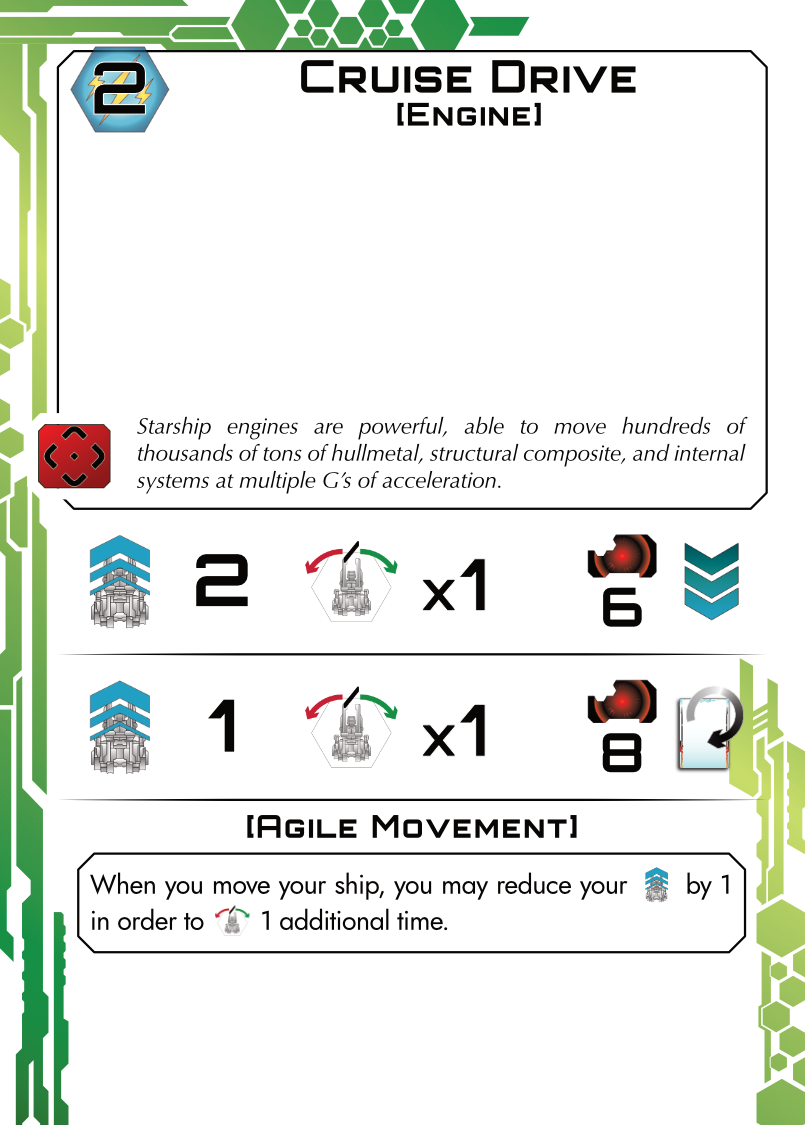 2
Cruise Drive
[Engine]
Starship engines are powerful, able to move hundreds of
thousands of tons of hullmetal, structural composite, and internal
systems at multiple G's of acceleration.
2 x1 6
1 x1 8
[Agile Movement]
When you move your ship, you may reduce your by 1
in order to 1 additional time.